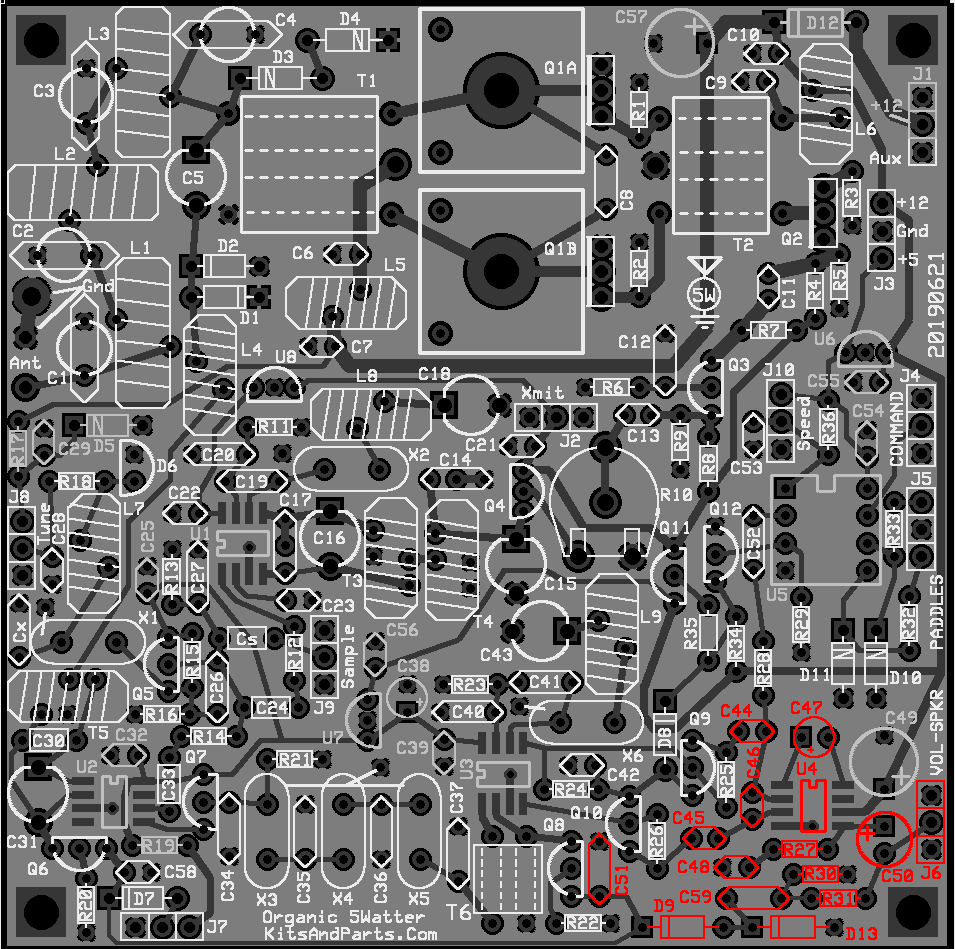 L3
C4
D4
C57
C10
D12
C3
D3
T1
Q1A
C9
J1
R1
+12
L6
L2
Aux
C5
R3
C8
+12
C2
Gnd
L1
D2
C6
Q1B
T2
Q2
+5
L5
R2
5W
C11
R4
R5
J3
Gnd
D1
20190621
Ant
C7
L4
U8
C12
R7
U6
Q3
C1
L8
C18
R6
J10
C55
J4
Xmit
Speed
R17
C29
D5
R11
J2
C13
R9
R36
C54
COMMAND
C21
C53
D6
C20
X2
R8
R18
C19
C14
J8
Q4
R10
J5
L7
C22
C17
Q11
Q12
Tune
C28
C25
U1
C16
R33
C52
R13
C27
T3
C15
U5
PADDLES
Cx
C23
T4
L9
X1
Cs
C56
C43
R35
R34
R29
R32
R15
R12
Sample
R28
D11
D10
C38
Q5
C26
R23
C41
T5
R16
C24
J9
C40
C30
R14
U7
C39
X6
D8
Q9
C44
C47
C49
VOL-SPKR
C32
Q7
R21
U3
C42
U2
C33
R24
R25
C46
U4
Q10
C31
C37
Q8
R26
C45
R19
R27
Q6
C58
C34
C35
C36
C51
C48
R30
C50
J6
R20
D7
X3
X4
X5
C59
R31
T6
J7
Organic 5Watter
R22
D9
D13
KitsAndParts.Com